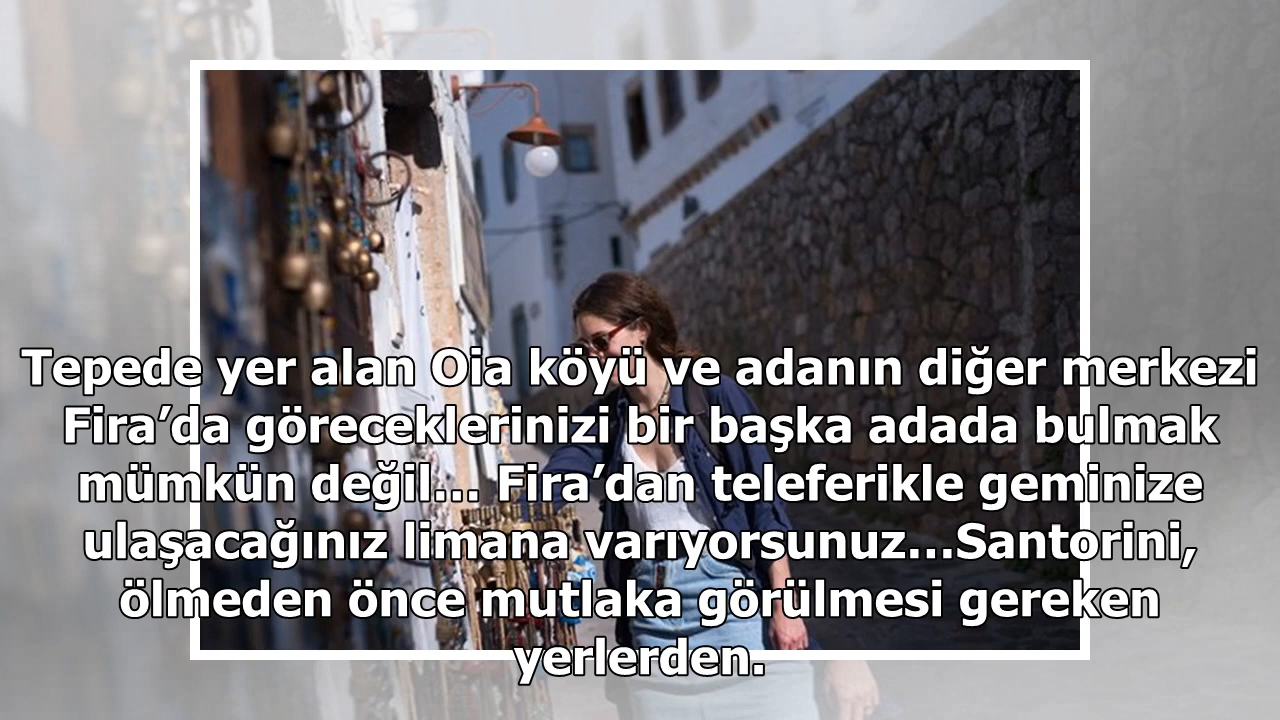 Tepede yer alan Oia köyü ve adanın diğer merkezi
Fira’da göreceklerinizi bir başka adada bulmak
mümkün değil... Fira’dan teleferikle geminize
ulaşacağınız limana varıyorsunuz...Santorini,
ölmeden önce mutlaka görülmesi gereken
yerlerden.